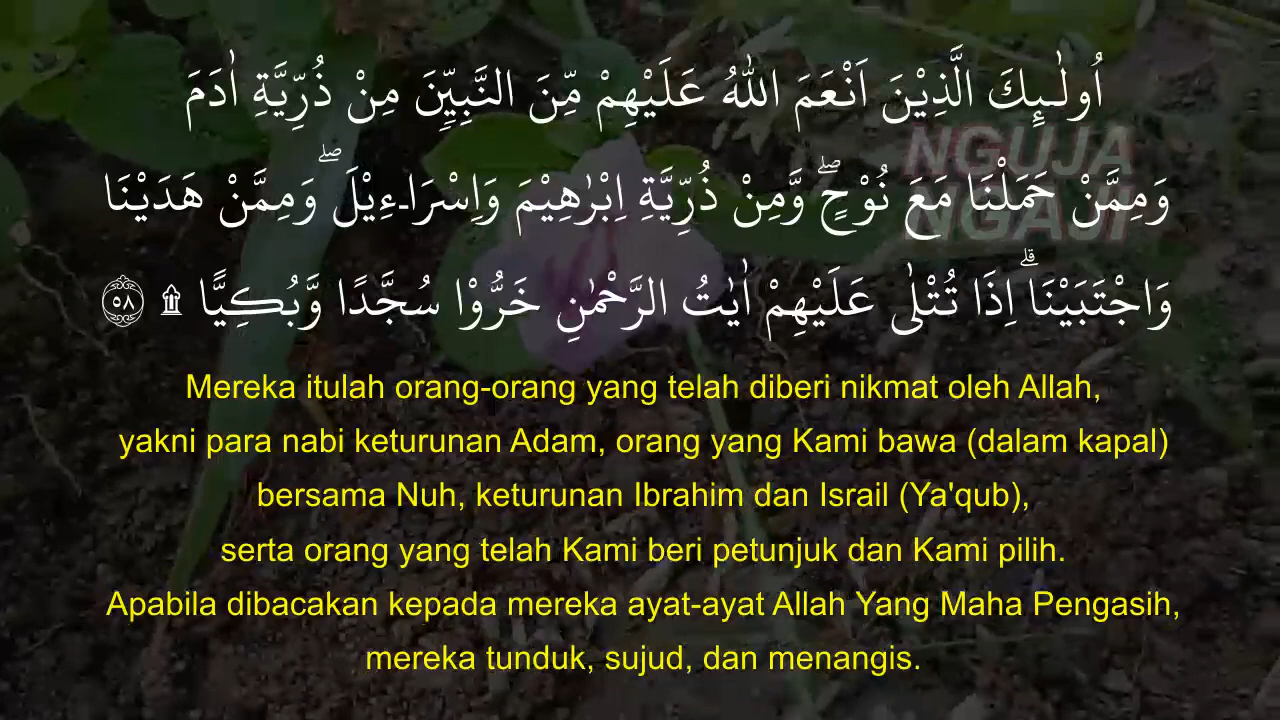 اُولٰۤىِٕكَ الَّذِيْنَ اَنْعَمَ اللّٰهُ عَلَيْهِمْ مِّنَ النَّبِيّٖنَ مِنْ ذُرِّيَّةِ اٰدَمَ
NGUJA
وَمِمَّنْ حَمَلْنَا مَعَ نُوْحٍۖ وَّمِنْ ذُرِّيَّةِ اِبْرٰهِيْمَ وَاِسْرَاۤءِيْلَۖ وَمِمَّنْ هَدَيْنَا
NGAJI
وَاجْتَبَيْنَاۗ اِذَا تُتْلٰى عَلَيْهِمْ اٰيٰتُ الرَّحْمٰنِ خَرُّوْا سُجَّدًا وَّبُكِيًّا ۩ ٥٨
Mereka itulah orang-orang yang telah diberi nikmat oleh Allah,
yakni para nabi keturunan Adam, orang yang Kami bawa (dalam kapal)
bersama Nuh, keturunan Ibrahim dan Israil (Ya'qub),
serta orang yang telah Kami beri petunjuk dan Kami pilih.
Apabila dibacakan kepada mereka ayat-ayat Allah Yang Maha Pengasih,
mereka tunduk, sujud, dan menangis.